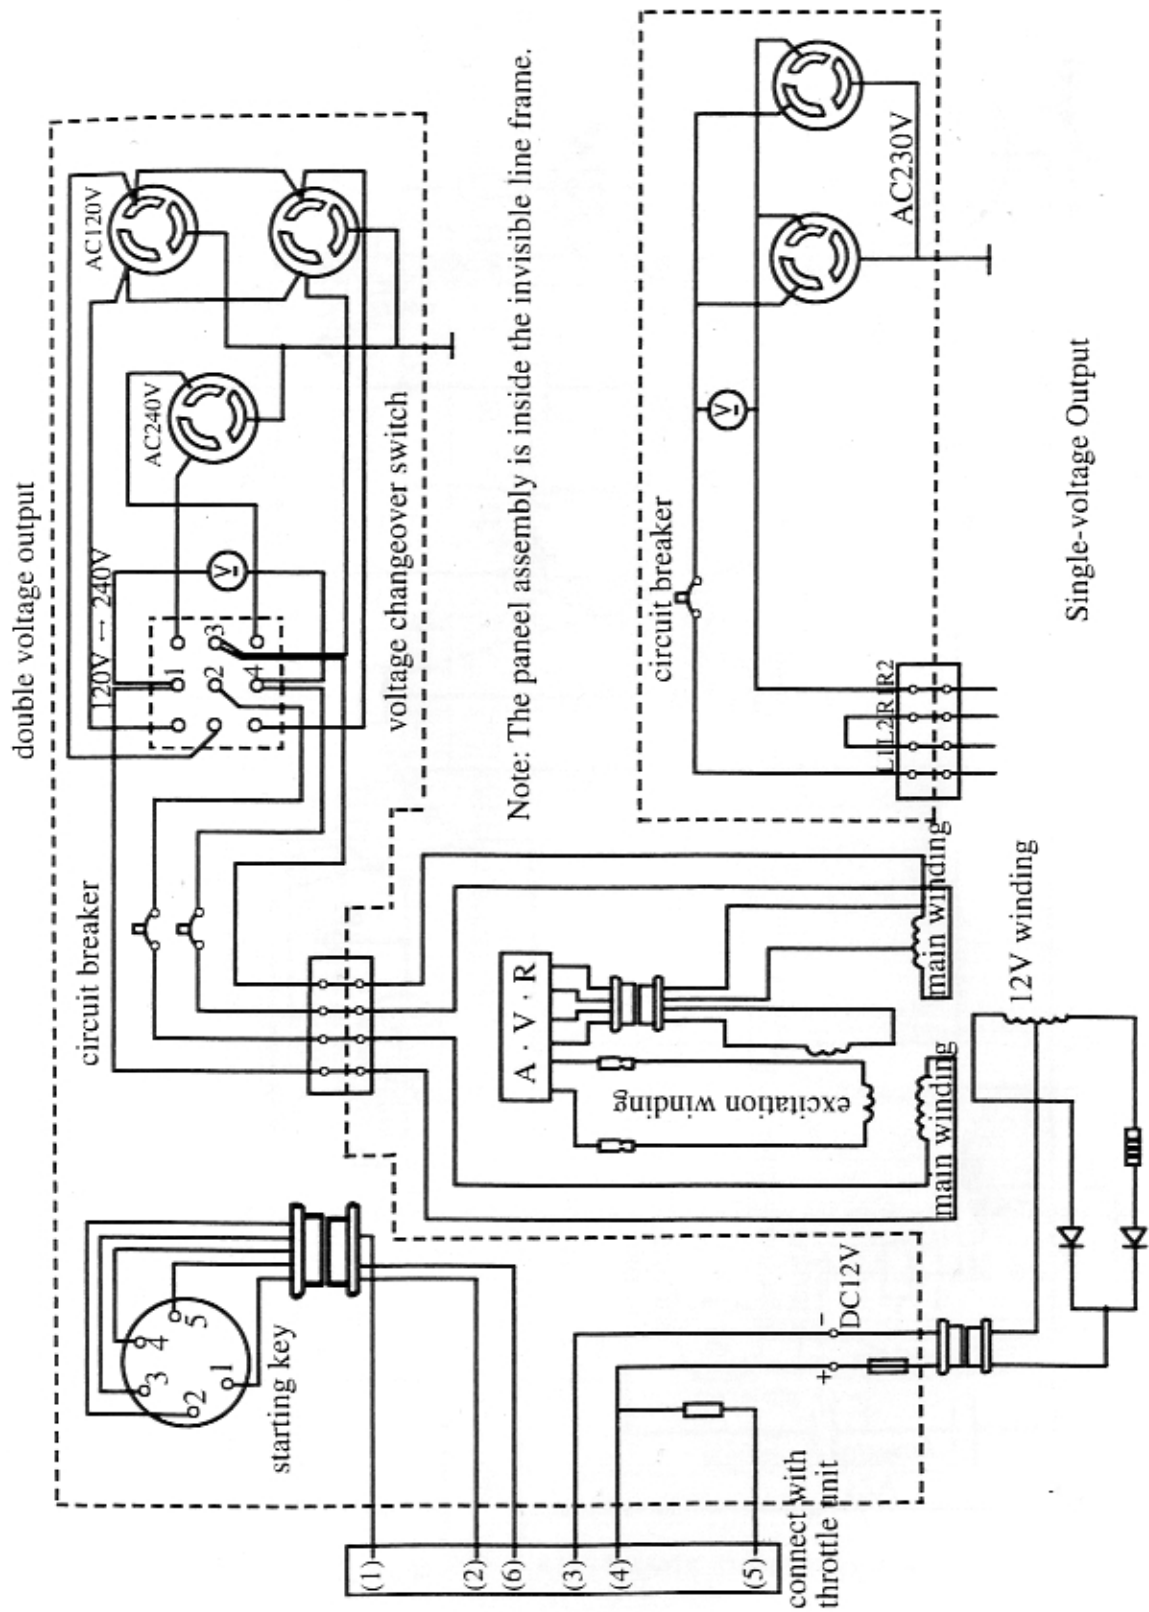 double voltage output
AC120V
AC240V
120V ↔ 240V
1
2
3
4
voltage changeover switch
circuit breaker
Note: The paneel assembly is inside the invisible line frame.
A · V · R
excitation winding
main winding
main winding
12V winding
1
2
3
4
5
starting key
DC12V
+ −
(1)
(2)
(6)
(3)
(4)
(5)
connect with
throttle unit
circuit breaker
AC230V
L1L2R1R2
V
V
Single-voltage Output